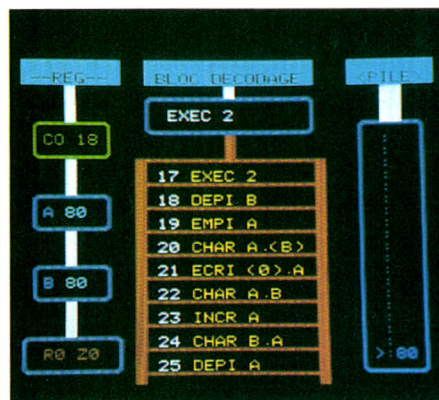 --REG--
BLOC DECODAGE
<PILE>
EXEC 2
CO 18
A 80
B 80
R0 Z0
17 EXEC 2
18 DEPI B
19 EMPI A
20 CHAR A.(B)
21 ECRI (0).A
22 CHAR A.B
23 INCR A
24 CHAR B.A
25 DEPI A
>:80